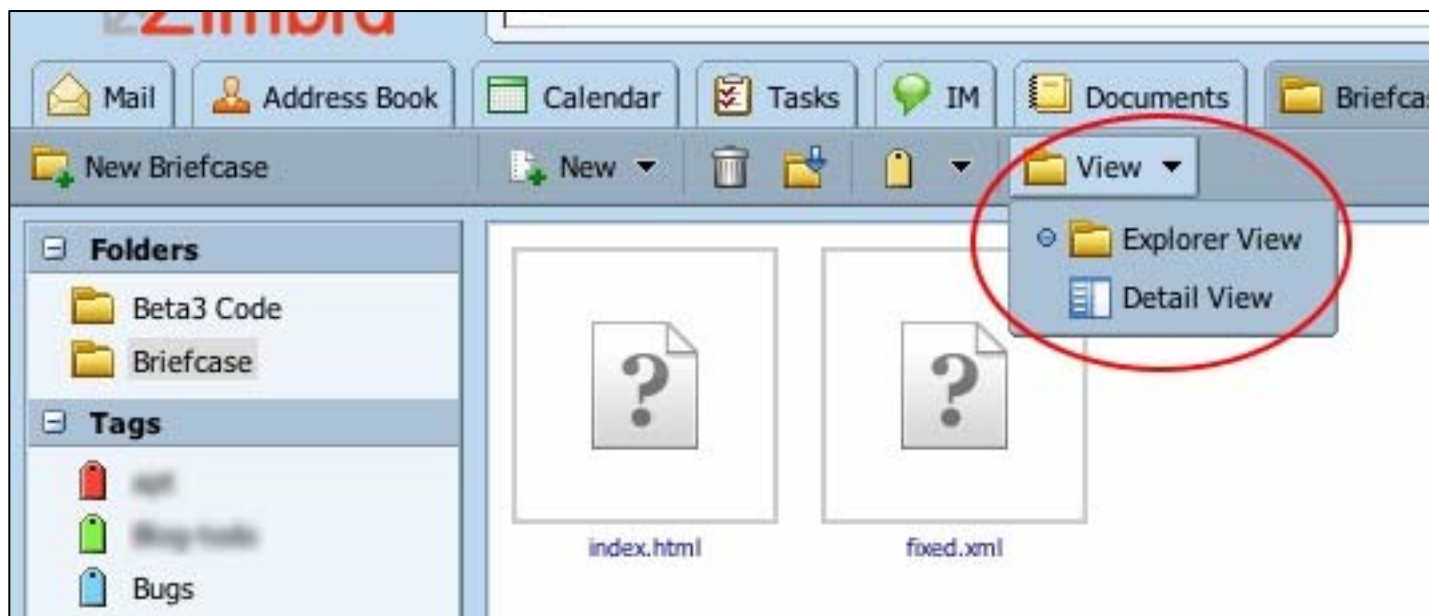 Zimbra
Mail Address Book Calendar Tasks IM Documents Briefca
New Briefcase New View
Folders Explorer View
Beta3 Code Detail View
Briefcase
Tags
Bugs
index.html fixed.xml